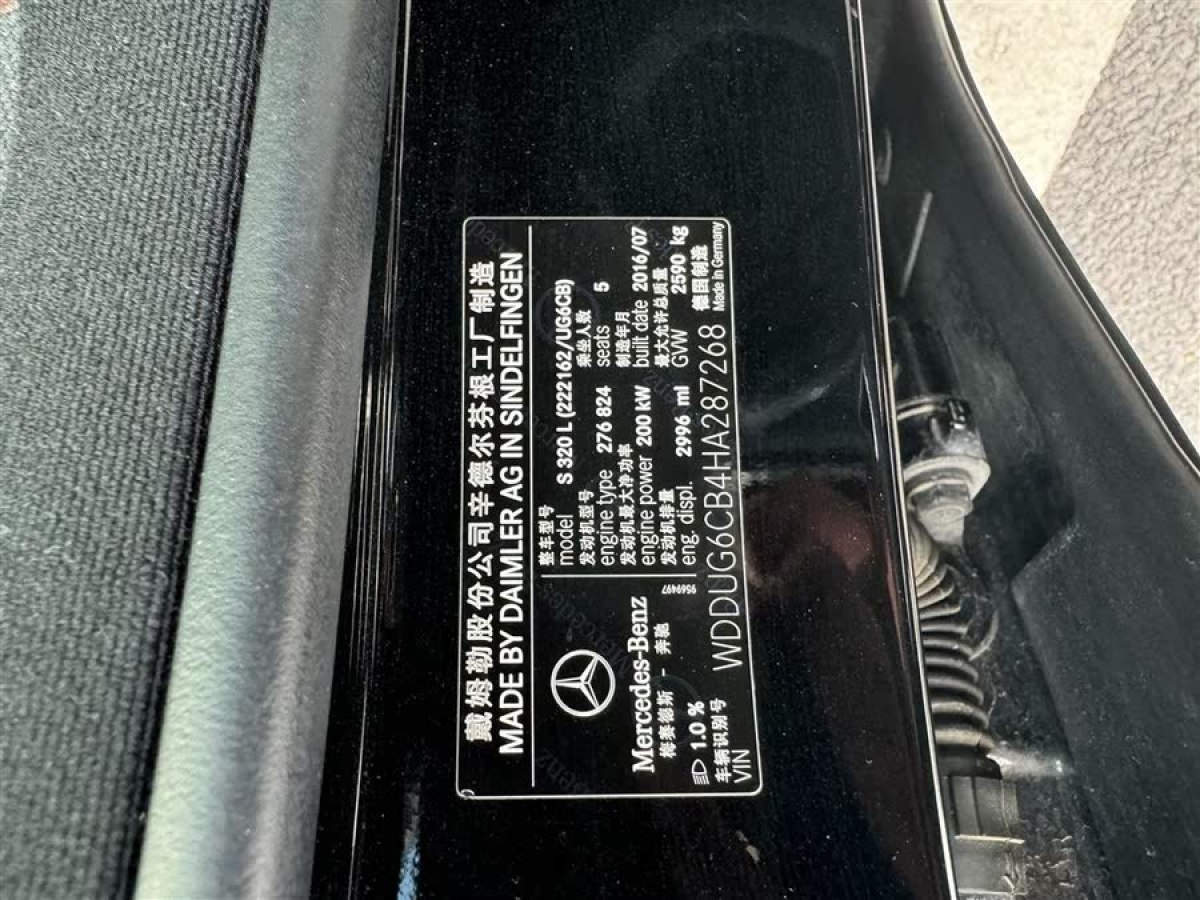 戴姆勒股份公司辛德尔芬根工厂制造
MADE BY DAIMLER AG IN SINDELFINGEN
整车型号
model S 320 L (222162/UG6CB)
发动机型号 乘坐人数
engine type 276 824 seats 5
发动机最大净功率 制造年月
engine power 200 kW built date 2016/07
发动机排量 最大允许总质量
eng. displ. 2996 ml GVW 2590 kg
Mercedes-Benz
梅赛德斯 - 奔驰
9569497
1.0 %
车辆识别号 德国制造
VIN WDDUG6CB4HA287268 Made in Germany